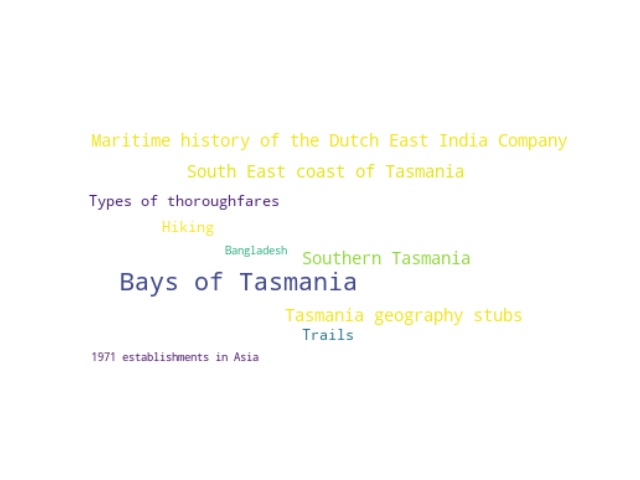 Maritime history of the Dutch East India Company
South East coast of Tasmania
Types of thoroughfares
Hiking
Bangladesh
Southern Tasmania
Bays of Tasmania
Tasmania geography stubs
Trails
1971 establishments in Asia